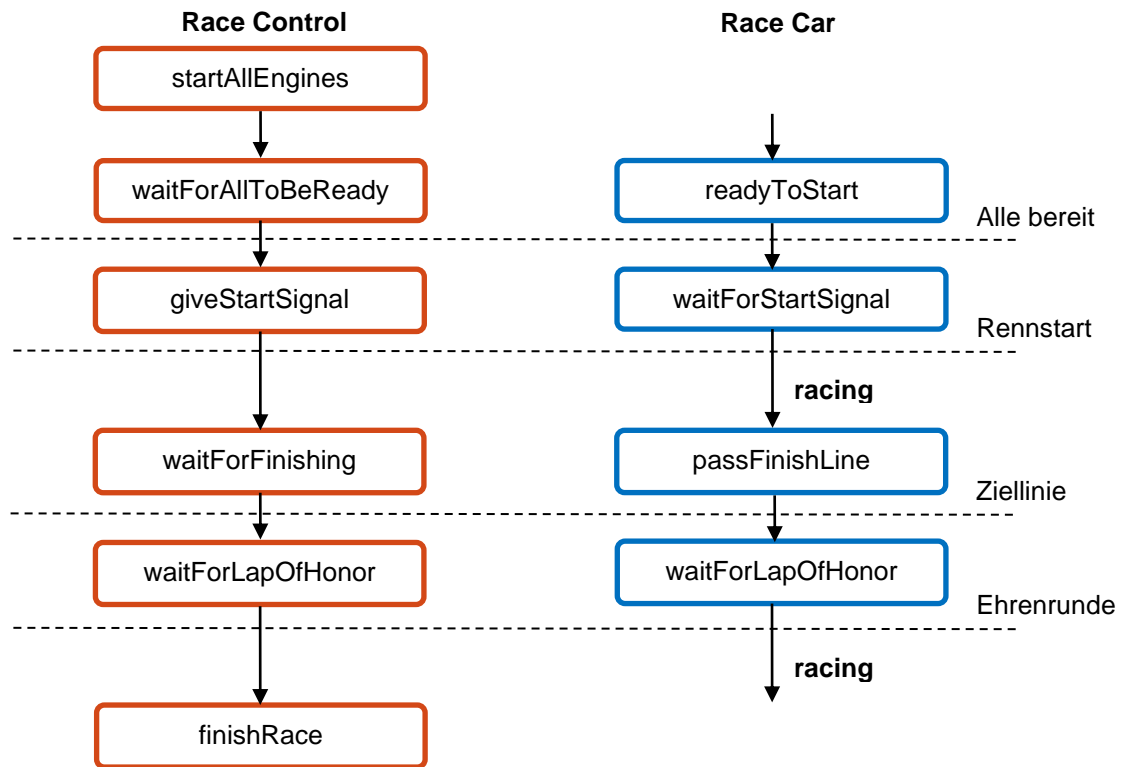 Race Control
Race Car
startAllEngines
waitForAllToBeReady
readyToStart
Alle bereit
giveStartSignal
waitForStartSignal
Rennstart
racing
waitForFinishing
passFinishLine
Ziellinie
waitForLapOfHonor
waitForLapOfHonor
Ehrenrunde
racing
finishRace